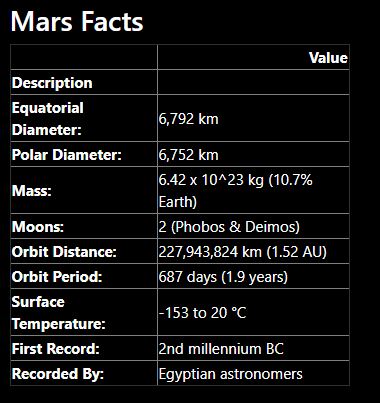 Mars Facts
Value
Description
Equatorial
Diameter:
6,792 km
Polar Diameter:
6,752 km
Mass:
6.42 x 10^23 kg (10.7%
Earth)
Moons:
2 (Phobos & Deimos)
Orbit Distance:
227,943,824 km (1.52 AU)
Orbit Period:
687 days (1.9 years)
Surface
Temperature:
-153 to 20 °C
First Record:
2nd millennium BC
Recorded By:
Egyptian astronomers